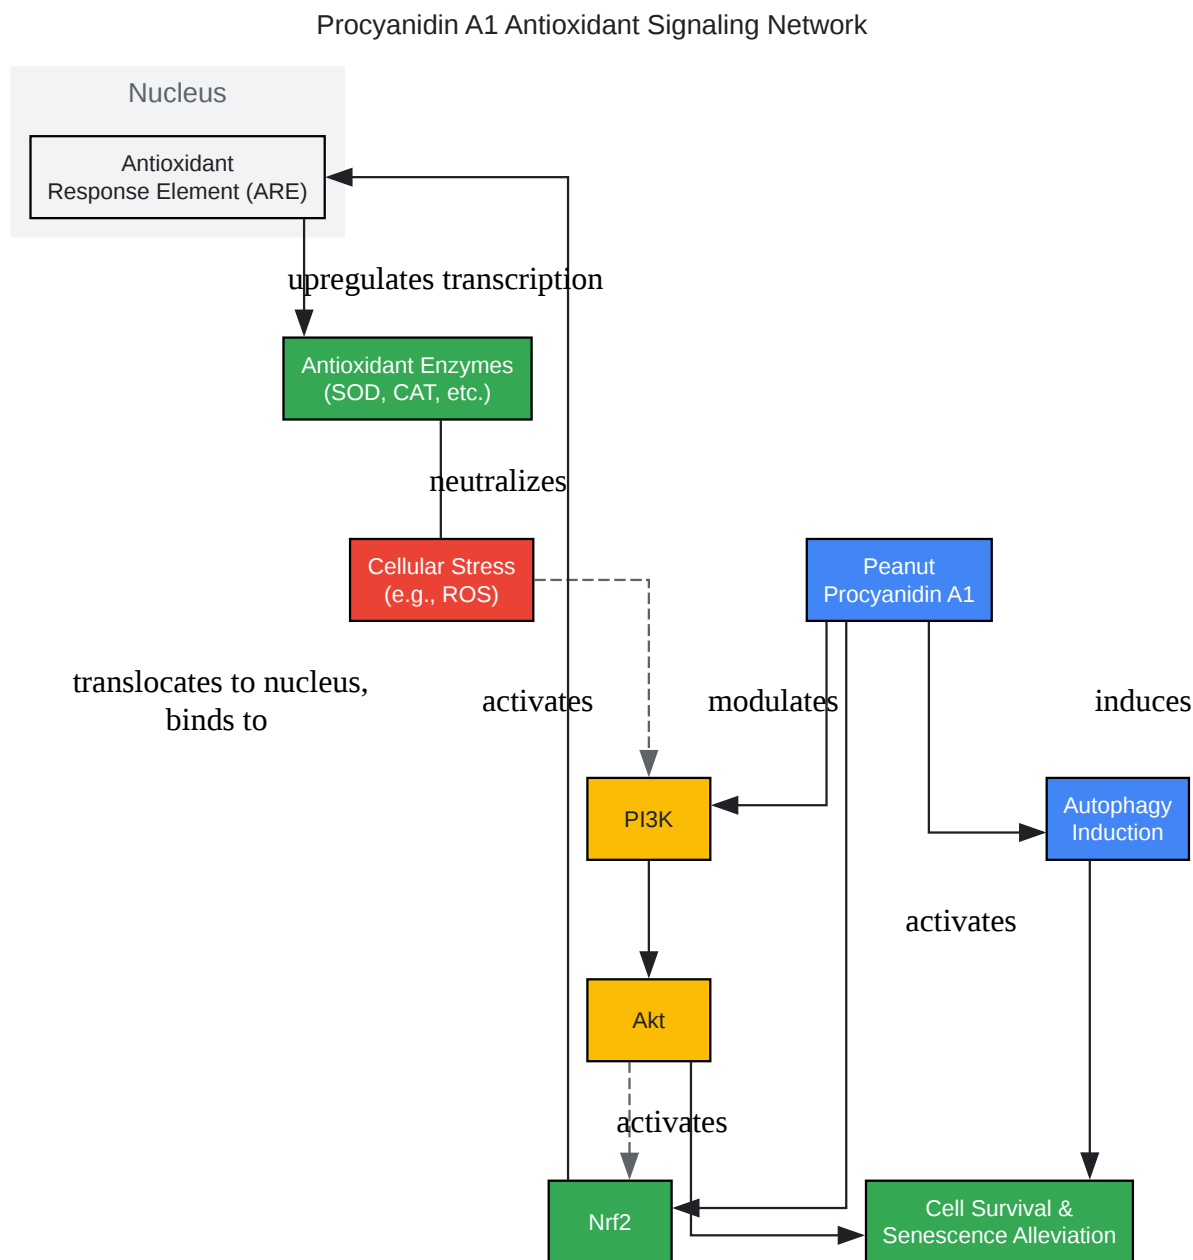 Procyanidin A1 Antioxidant Signaling Network
Nucleus
Antioxidant
Response Element (ARE)
upregulates transcription
Antioxidant Enzymes
(SOD, CAT, etc.)
neutralizes
Cellular Stress
(e.g., ROS)
Peanut
Procyanidin A1
translocates to nucleus,
binds to
activates
modulates
induces
PI3K
Autophagy
Induction
activates
Akt
activates
Nrf2
Cell Survival &
Senescence Alleviation